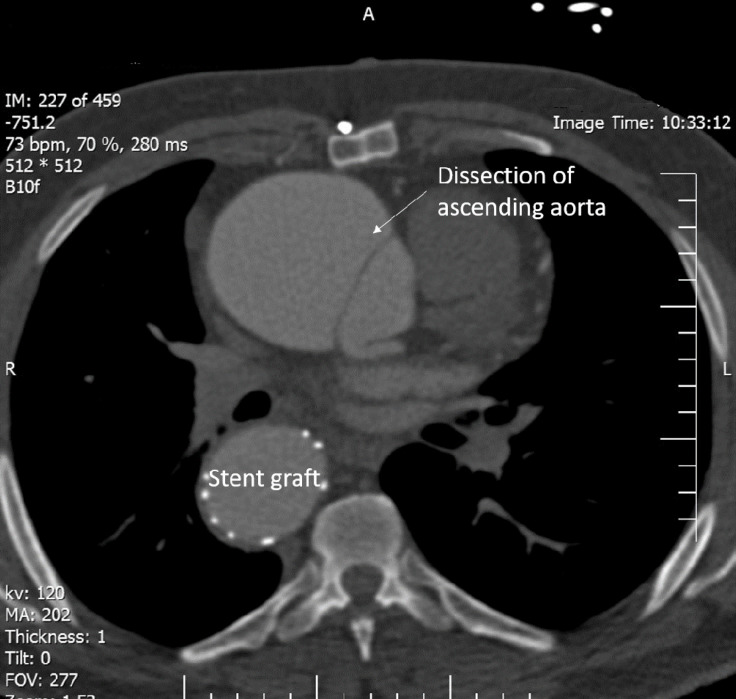 A
IM: 227 of 459
-751.2
73 bpm, 70 %, 280 ms
512 * 512
B10f
Image Time: 10:33:12
Dissection of
ascending aorta
R
L
Stent graft
kv: 120
MA: 202
Thickness: 1
Tilt: 0
FOV: 277